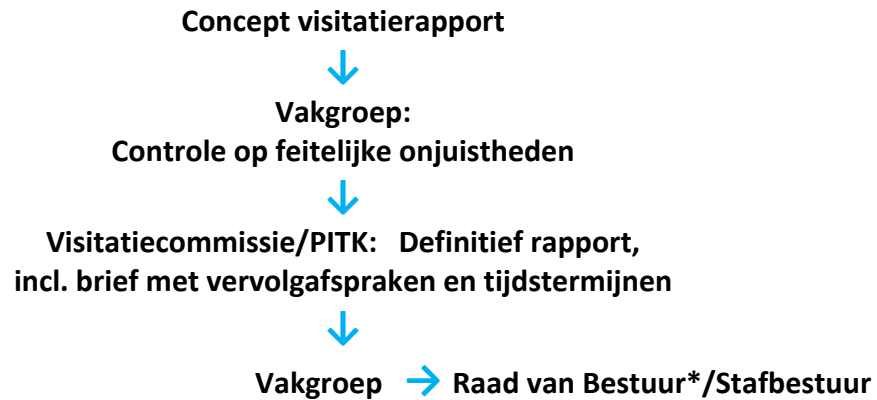 Concept visitatierapport
Vakgroep:
Controle op feitelijke onjuistheden
Visitatiecommissie/PITK: Definitief rapport,
incl. brief met vervolgafspraken en tijdstermijnen
Vakgroep → Raad van Bestuur*/Stafbestuur